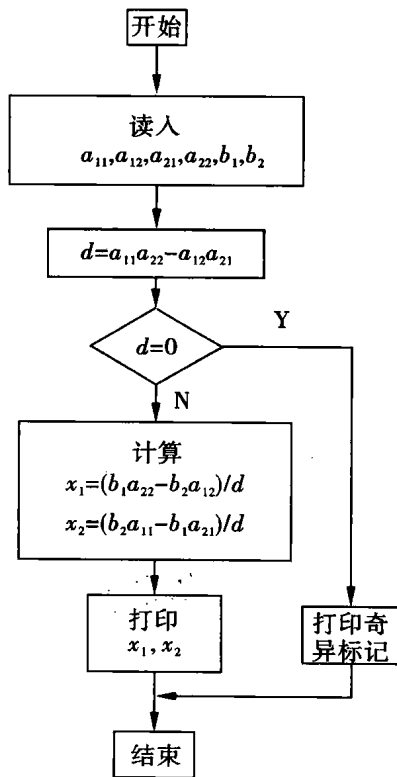 开始
读入
a₁₁,a₁₂,a₂₁,a₂₂,b₁,b₂
d=a₁₁a₂₂-a₁₂a₂₁
d=0
Y
N
计算
x₁=(b₁a₂₂-b₂a₁₂)/d
x₂=(b₂a₁₁-b₁a₂₁)/d
打印
x₁, x₂
打印奇
异标记
结束